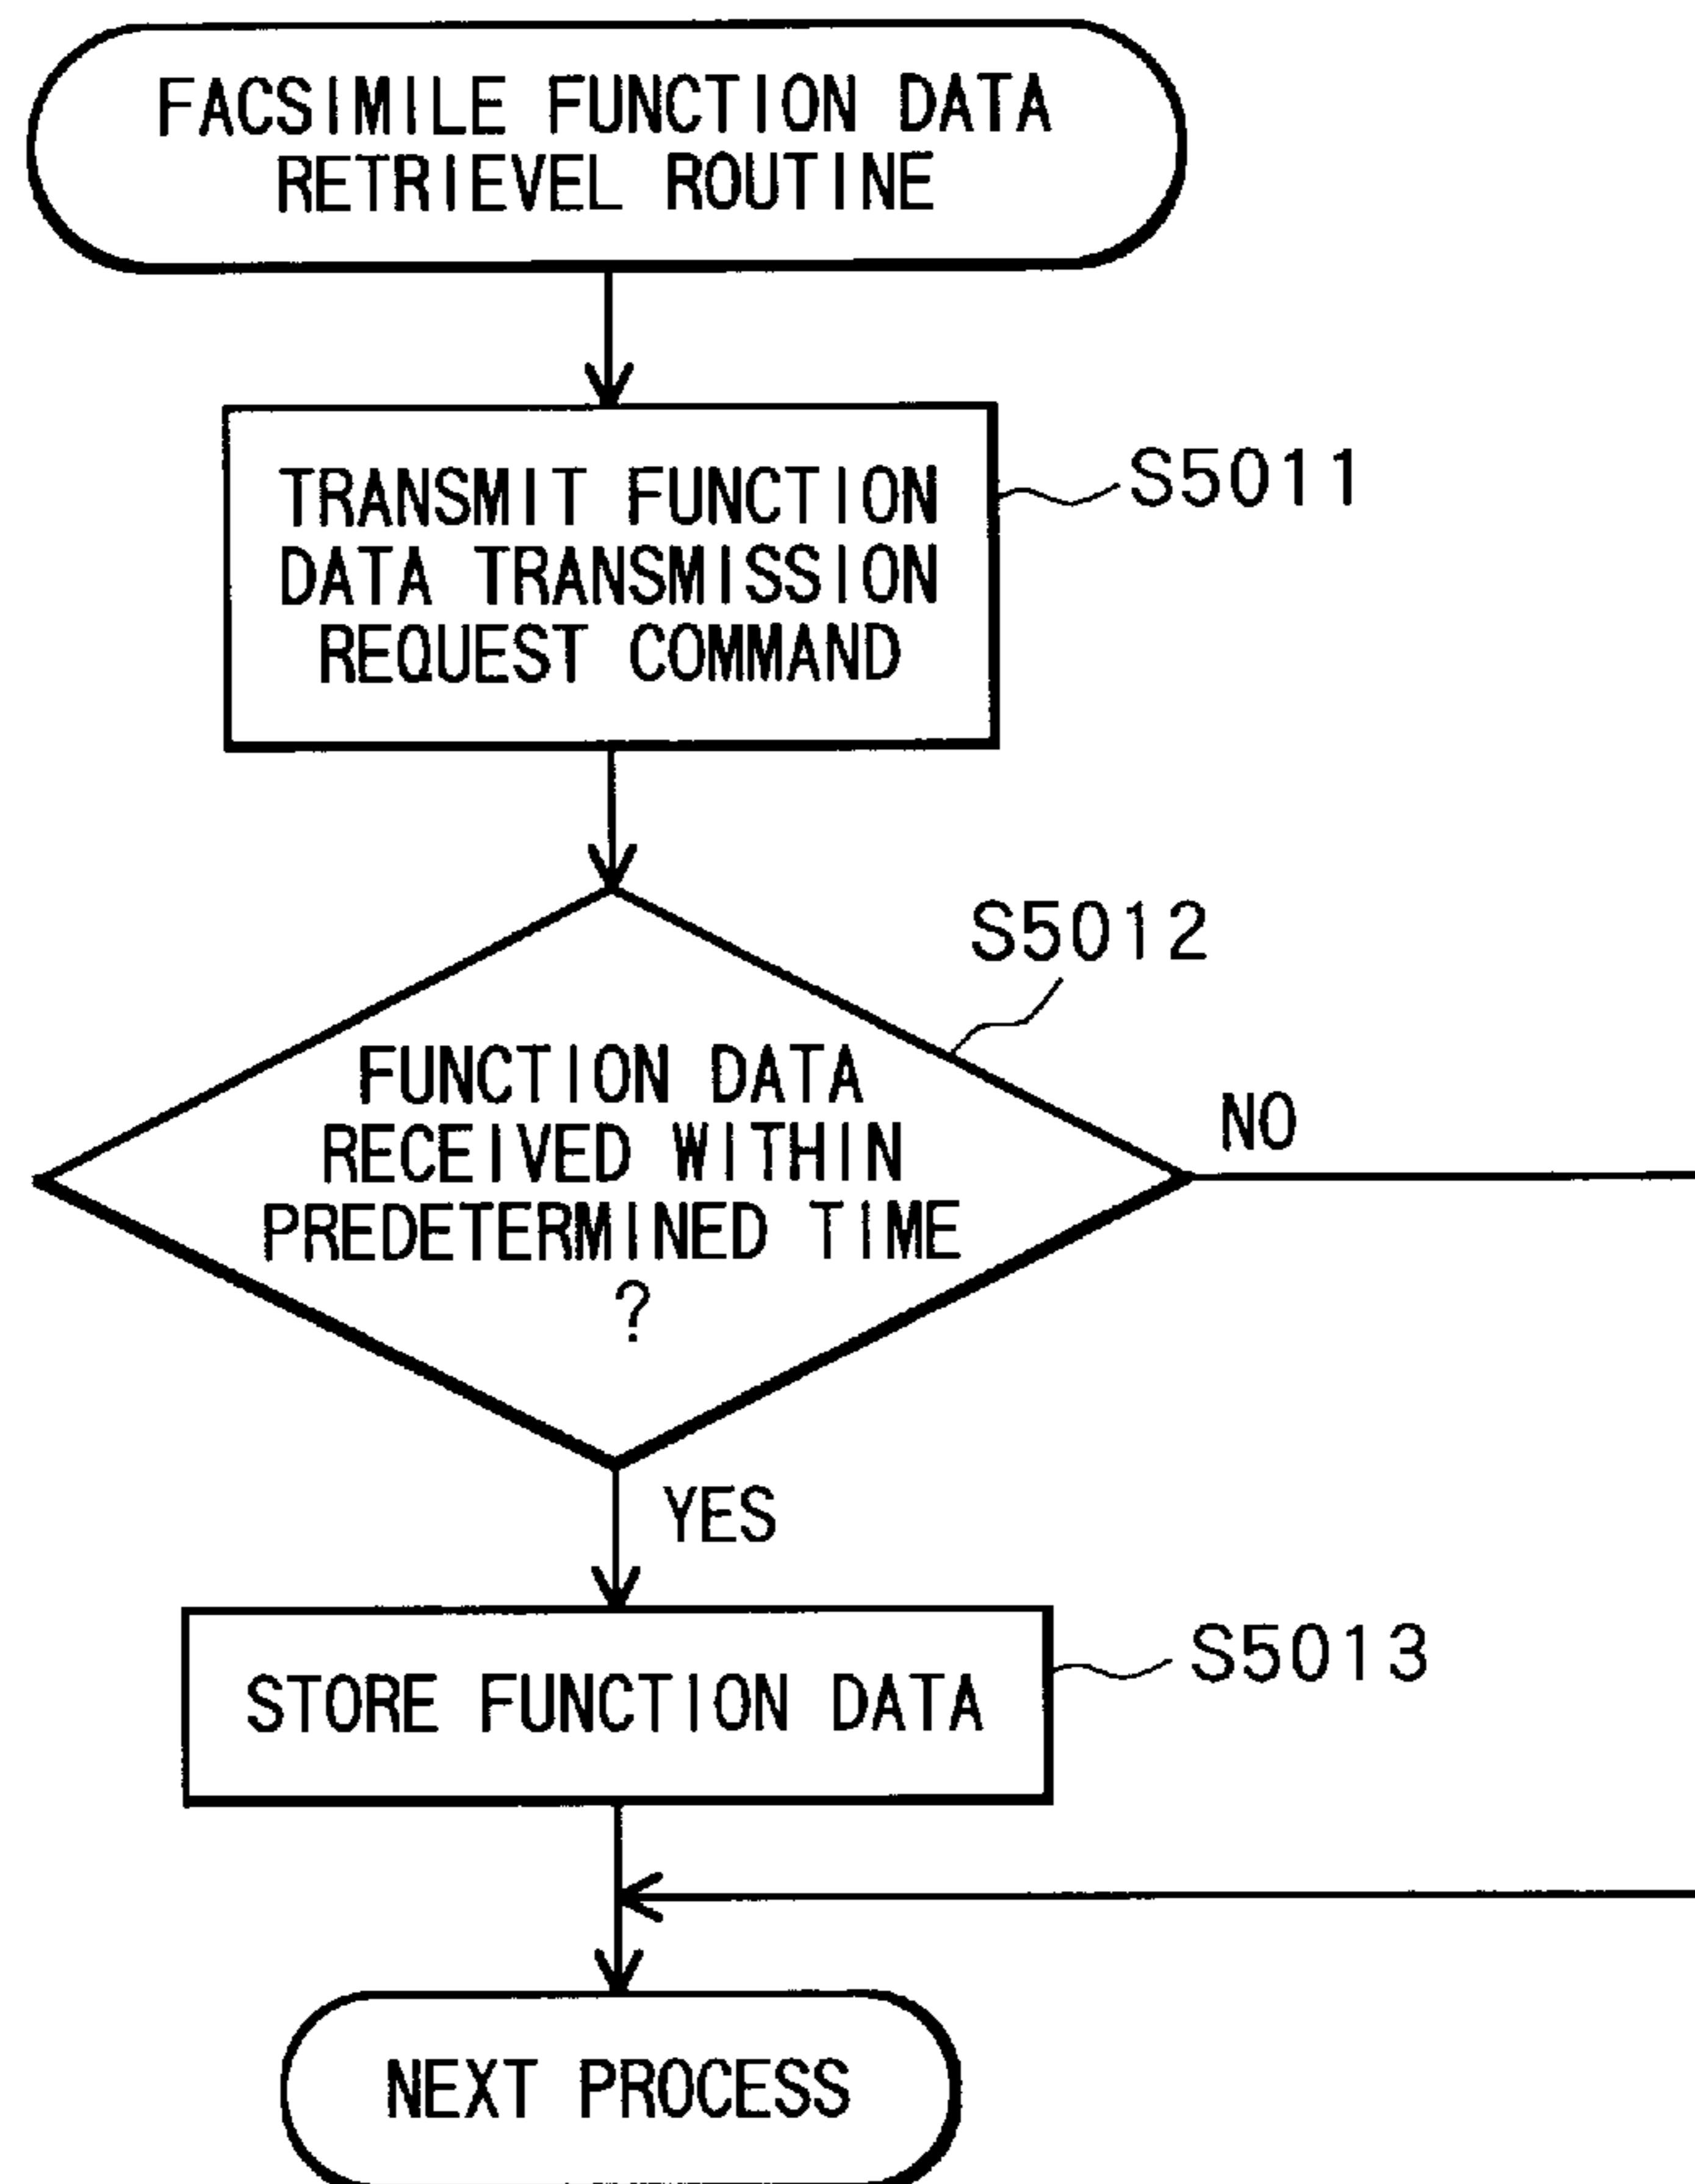 FACSIMILE FUNCTION DATA
RETRIEVEL ROUTINE
TRANSMIT FUNCTION
DATA TRANSMISSION
REQUEST COMMAND
S5011
S5012
FUNCTION DATA
RECEIVED WITHIN
PREDETERMINED TIME
?
NO
YES
STORE FUNCTION DATA
S5013
NEXT PROCESS